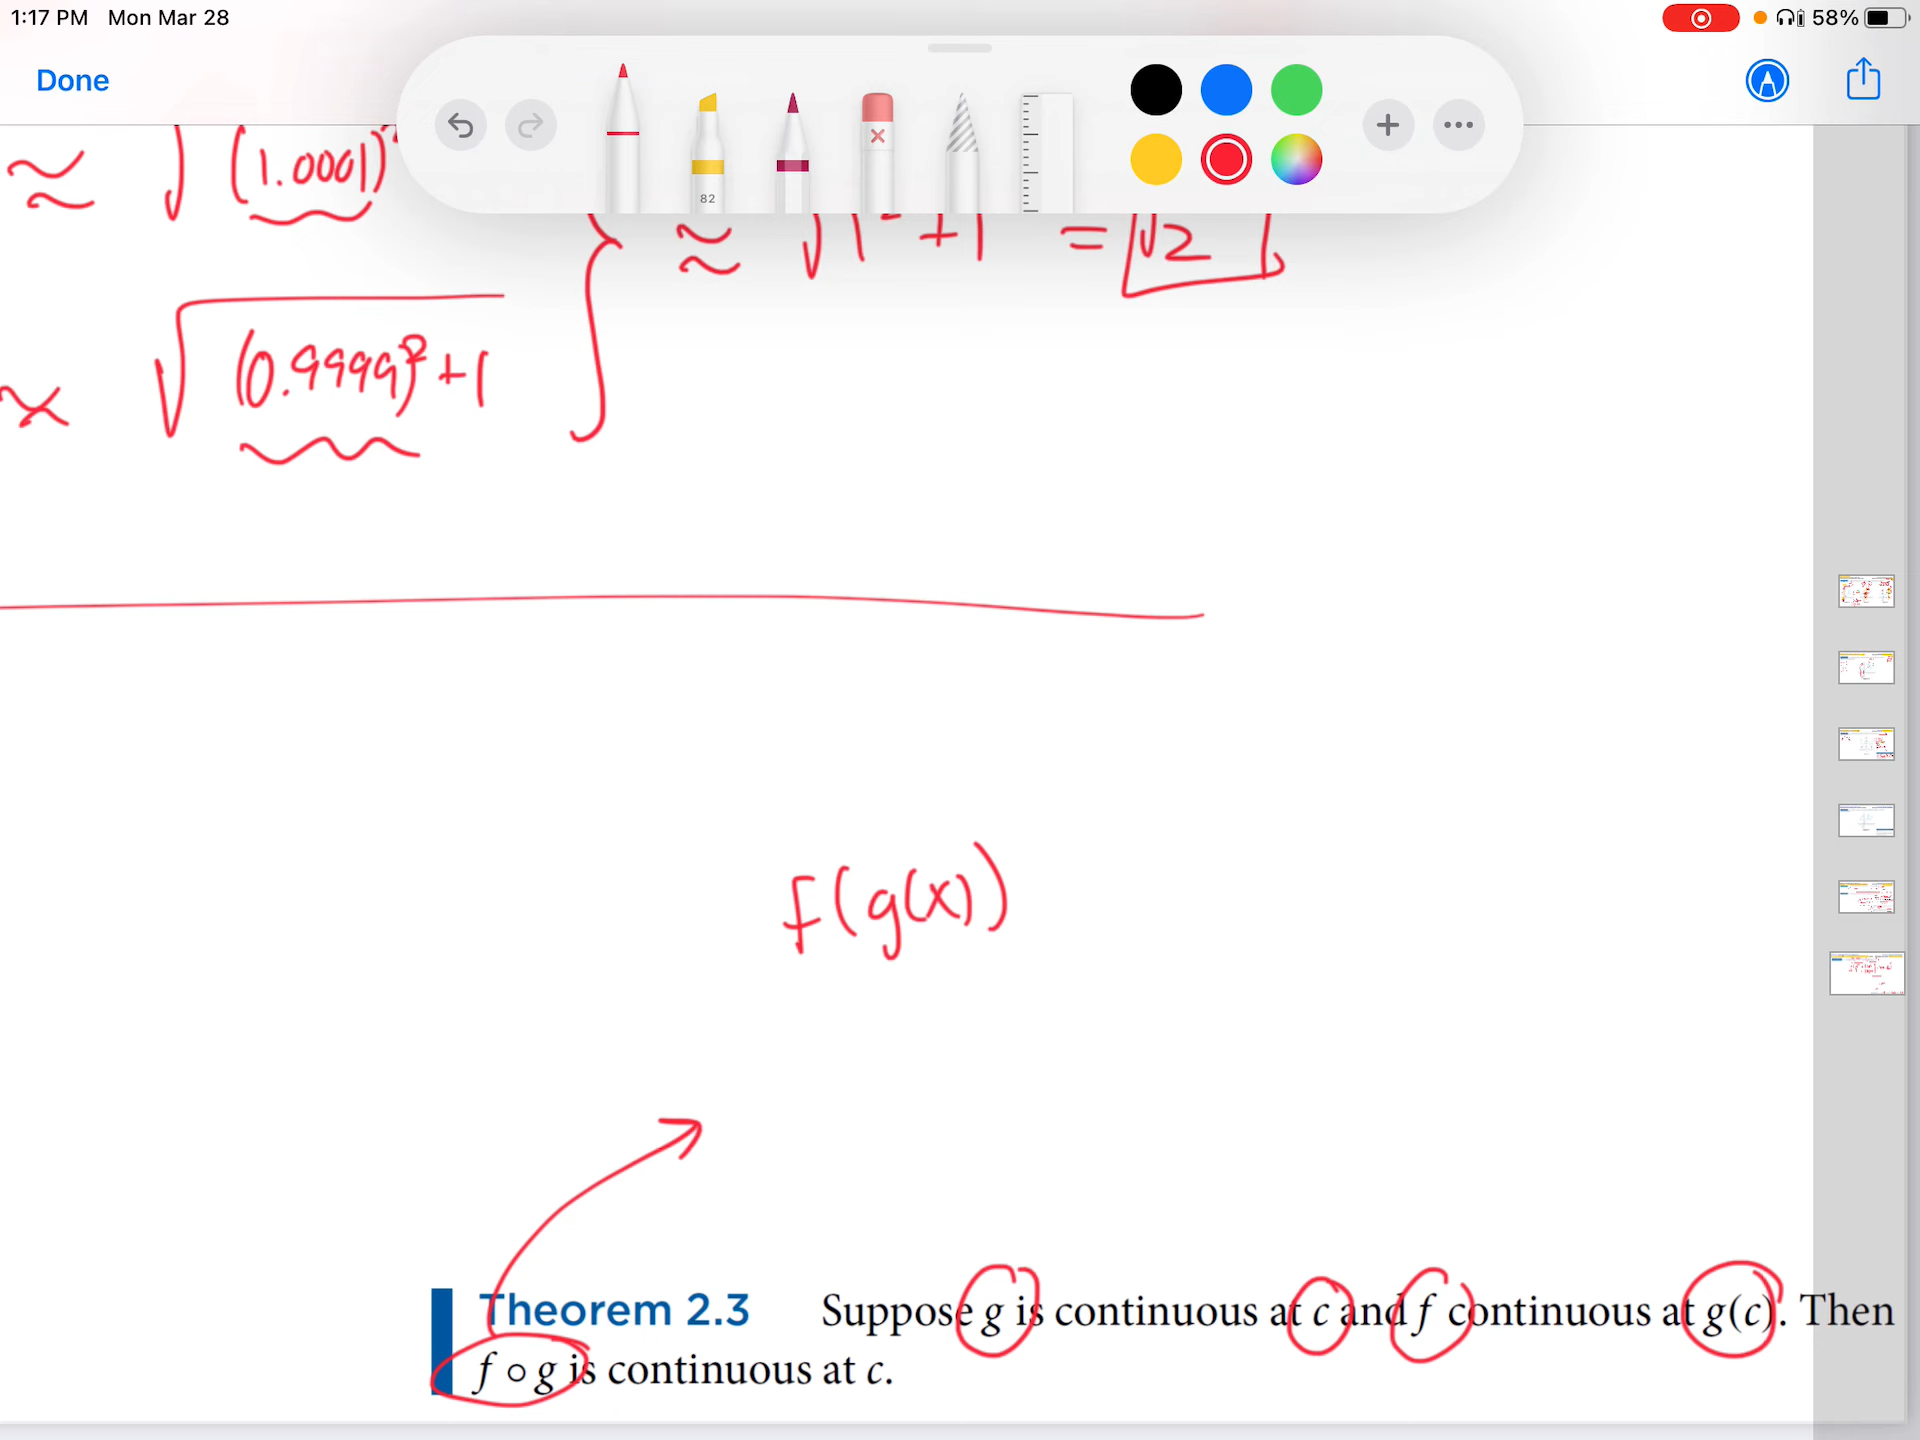 1:17 PM Mon Mar 28
58%
Done
82
≈ √(1.0001)²
≈ √1²+1 = √2
≈ √(0.9999)²+1
f(g(x))
Theorem 2.3 Suppose g is continuous at c and f continuous at g(c). Then
f ∘ g is continuous at c.